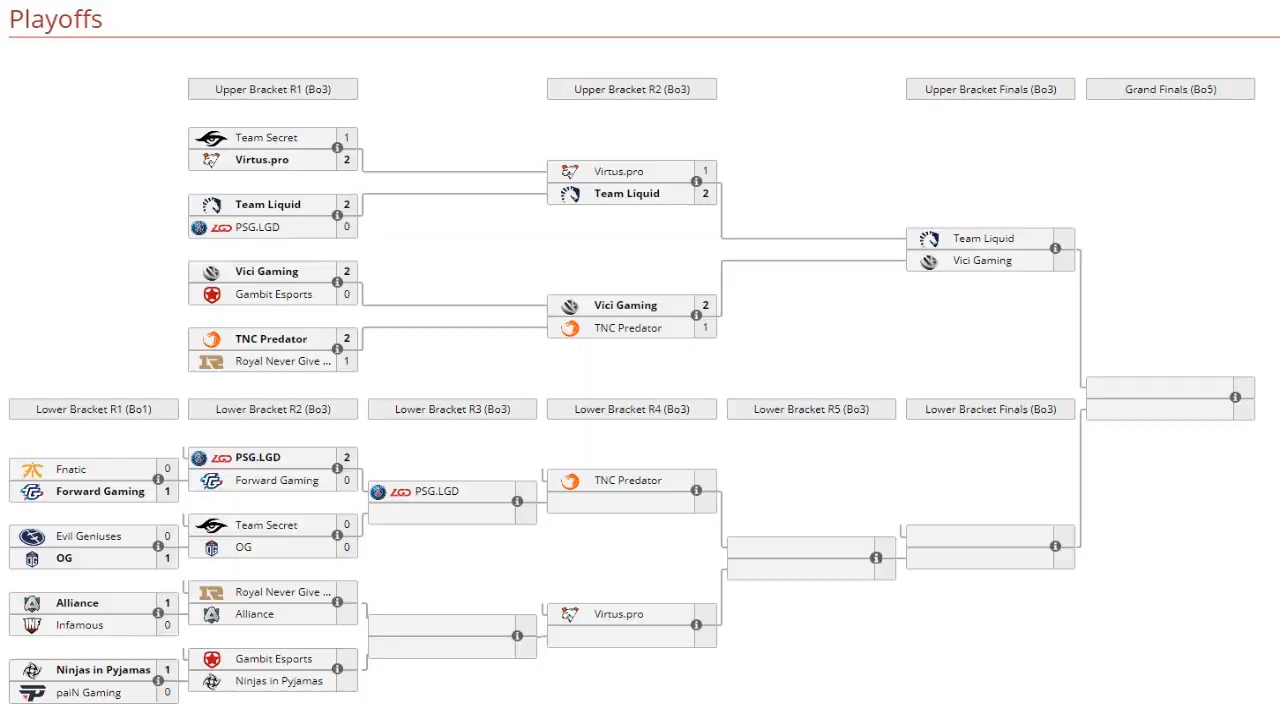 Playoffs
Upper Bracket R1 (Bo3)
Upper Bracket R2 (Bo3)
Upper Bracket Finals (Bo3)
Grand Finals (Bo5)
Team Secret 1
Virtus.pro 2
Team Liquid 2
LGD PSG.LGD 0
Vici Gaming 2
Gambit Esports 0
TNC Predator 2
Royal Never Give ... 1
Virtus.pro 1
Team Liquid 2
Vici Gaming 2
TNC Predator 1
Team Liquid
Vici Gaming
Lower Bracket R1 (Bo1)
Lower Bracket R2 (Bo3)
Lower Bracket R3 (Bo3)
Lower Bracket R4 (Bo3)
Lower Bracket R5 (Bo3)
Lower Bracket Finals (Bo3)
Fnatic 0
Forward Gaming 1
Evil Geniuses 0
OG 1
Alliance 1
Infamous 0
Ninjas in Pyjamas 1
paiN Gaming 0
LGD PSG.LGD 2
Forward Gaming 0
Team Secret 0
OG 0
Royal Never Give ...
Alliance
Gambit Esports
Ninjas in Pyjamas
LGD PSG.LGD
TNC Predator
Virtus.pro